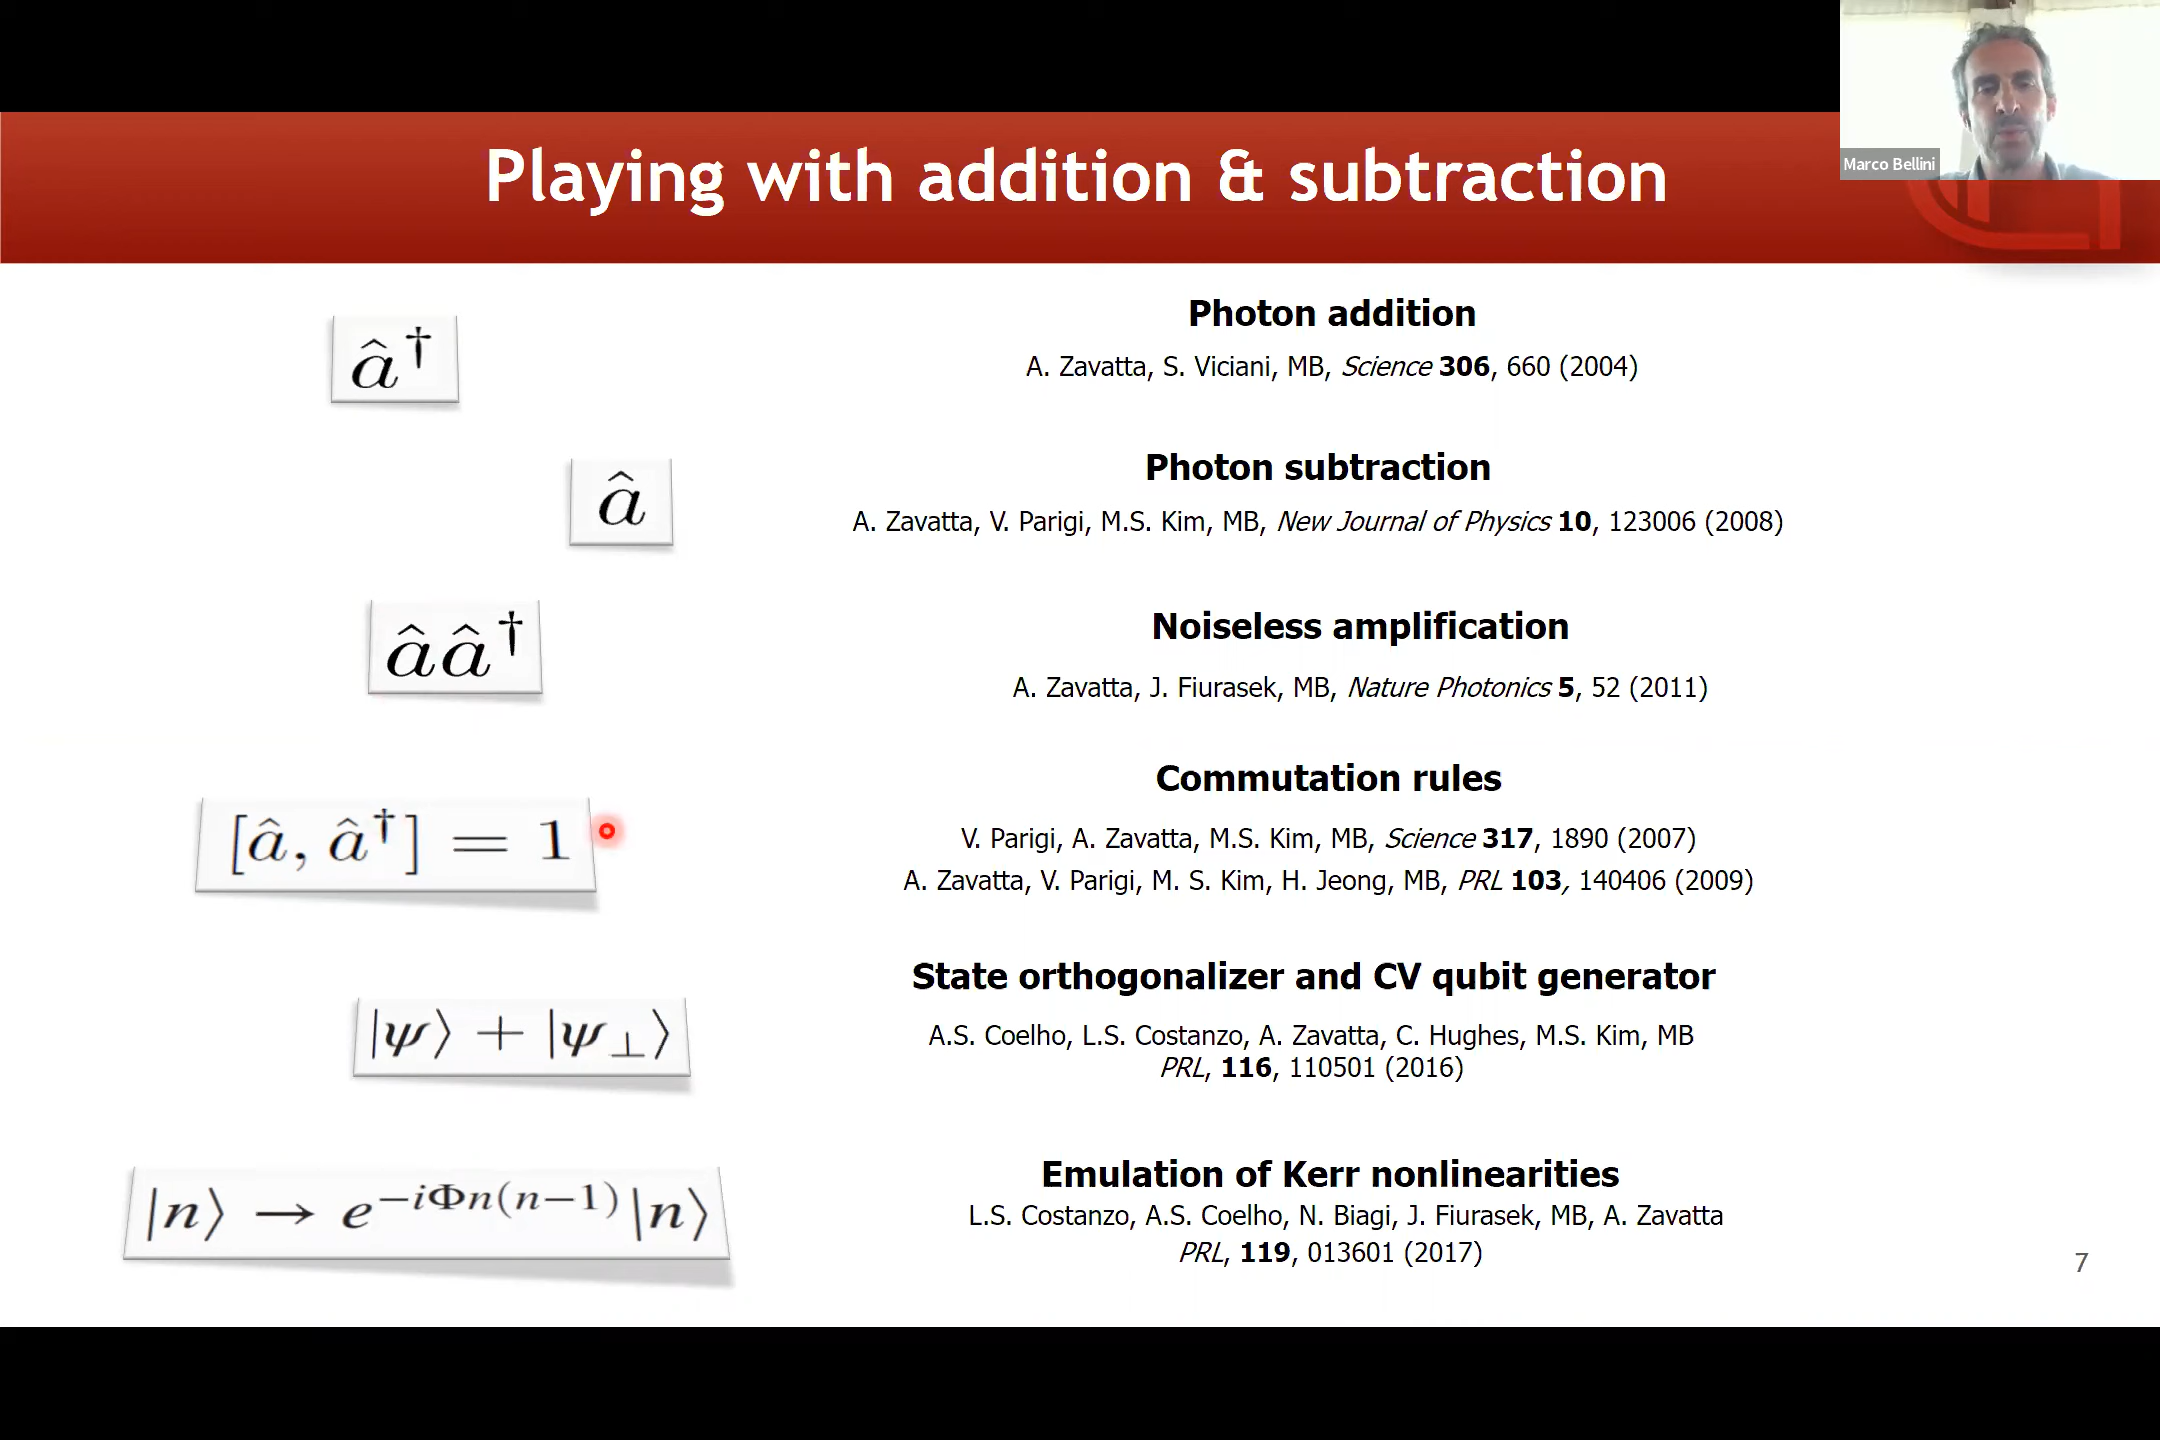 Marco Bellini
Playing with addition & subtraction
â†
Photon addition
A. Zavatta, S. Viciani, MB, Science 306, 660 (2004)
â
Photon subtraction
A. Zavatta, V. Parigi, M.S. Kim, MB, New Journal of Physics 10, 123006 (2008)
ââ†
Noiseless amplification
A. Zavatta, J. Fiurasek, MB, Nature Photonics 5, 52 (2011)
[â, â†] = 1
Commutation rules
V. Parigi, A. Zavatta, M.S. Kim, MB, Science 317, 1890 (2007)
A. Zavatta, V. Parigi, M. S. Kim, H. Jeong, MB, PRL 103, 140406 (2009)
|ψ⟩ + |ψ⊥⟩
State orthogonalizer and CV qubit generator
A.S. Coelho, L.S. Costanzo, A. Zavatta, C. Hughes, M.S. Kim, MB
PRL, 116, 110501 (2016)
|n⟩ → e^{−iΦn(n−1)}|n⟩
Emulation of Kerr nonlinearities
L.S. Costanzo, A.S. Coelho, N. Biagi, J. Fiurasek, MB, A. Zavatta
PRL, 119, 013601 (2017)
7